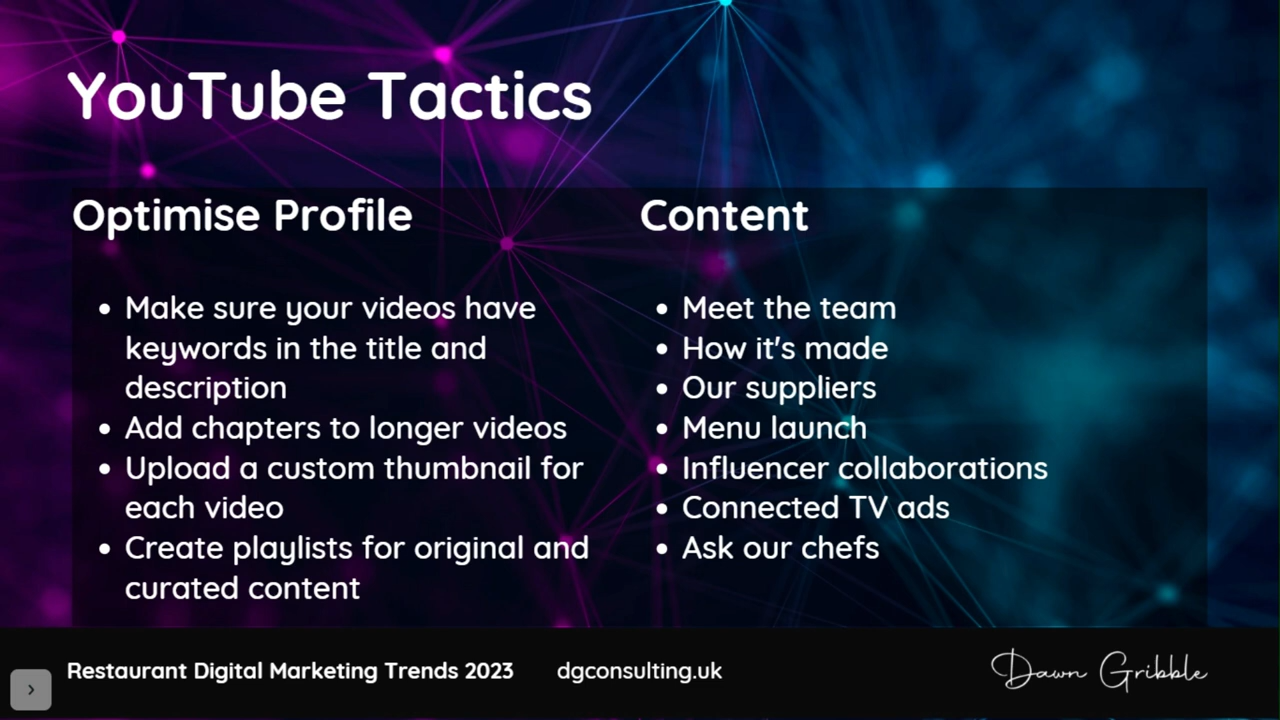 YouTube Tactics
Optimise Profile
Make sure your videos have
keywords in the title and
description
Add chapters to longer videos
Upload a custom thumbnail for
each video
Create playlists for original and
curated content
Content
Meet the team
How it's made
Our suppliers
Menu launch
Influencer collaborations
Connected TV ads
Ask our chefs
Restaurant Digital Marketing Trends 2023
dgconsulting.uk
Dawn Gribble